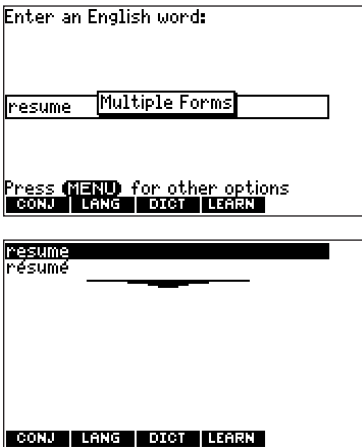 Enter an English word:
Multiple Forms
resume
Press (MENU) for other options
CONJ LANG DICT LEARN
resume
résumé
CONJ LANG DICT LEARN